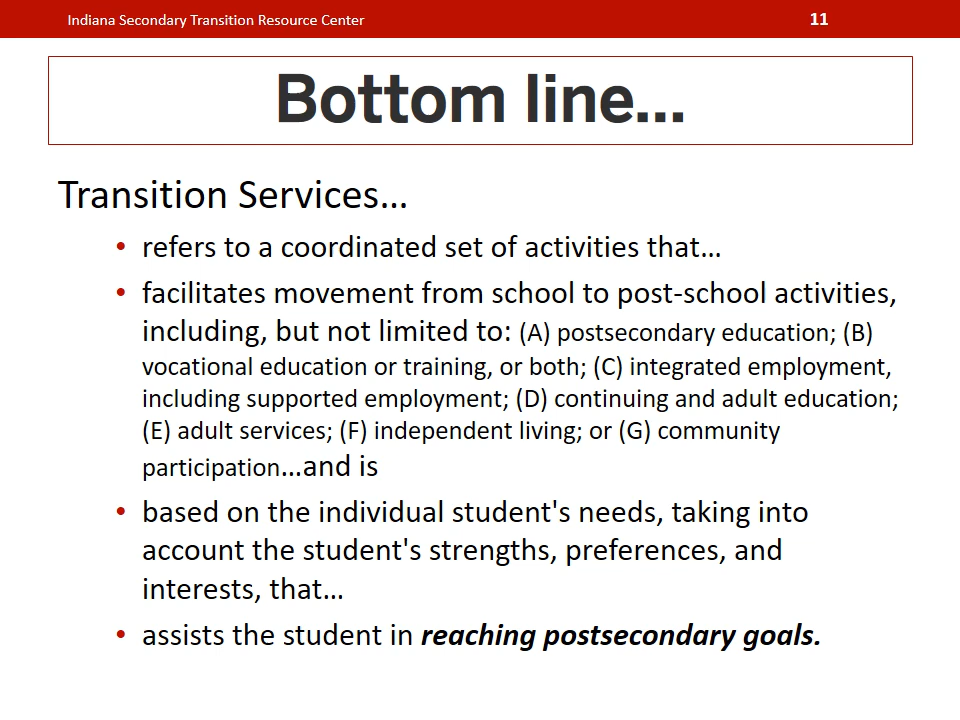 Indiana Secondary Transition Resource Center 11
Bottom line...
Transition Services…
• refers to a coordinated set of activities that…
• facilitates movement from school to post-school activities,
including, but not limited to: (A) postsecondary education; (B)
vocational education or training, or both; (C) integrated employment,
including supported employment; (D) continuing and adult education;
(E) adult services; (F) independent living; or (G) community
participation…and is
• based on the individual student's needs, taking into
account the student's strengths, preferences, and
interests, that…
• assists the student in reaching postsecondary goals.